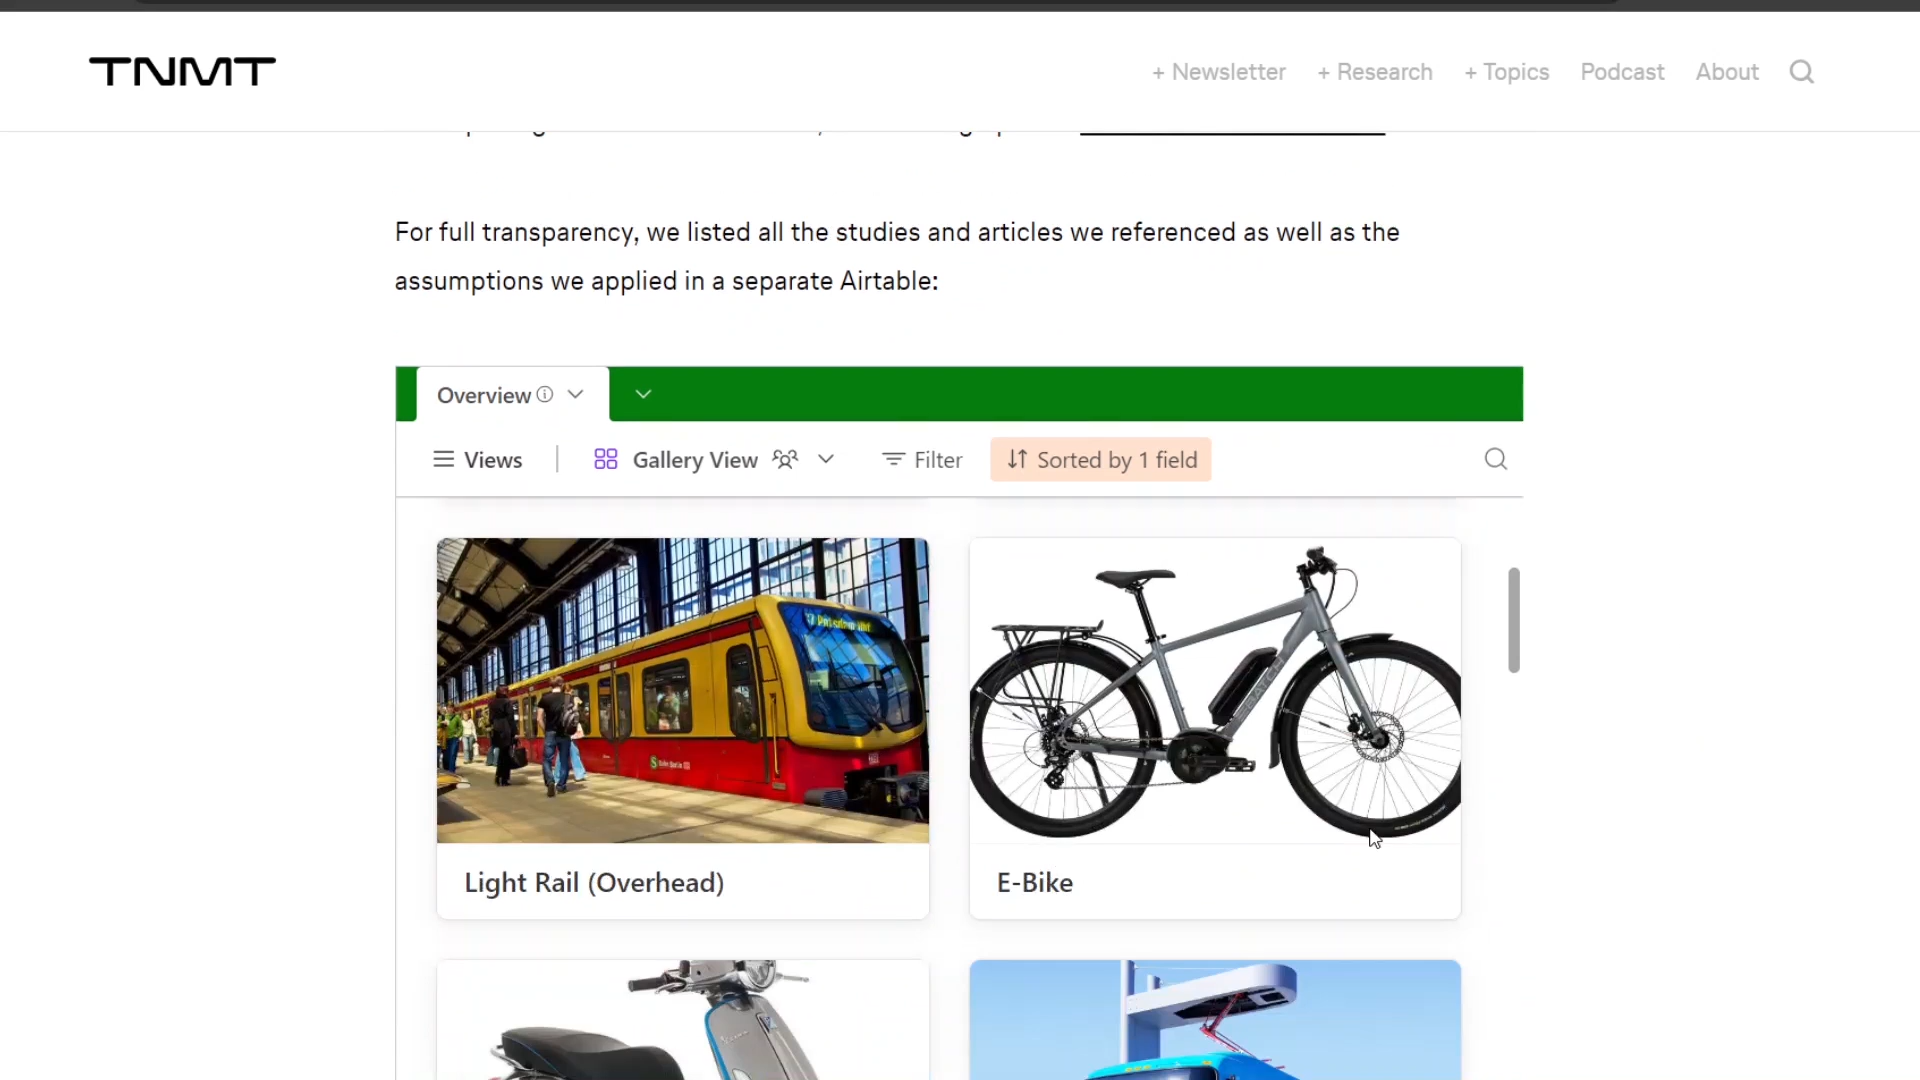 TNMT
+ Newsletter
+ Research
+ Topics
Podcast
About
For full transparency, we listed all the studies and articles we referenced as well as the
assumptions we applied in a separate Airtable:
Overview
Views
Gallery View
Filter
Sorted by 1 field
Light Rail (Overhead)
E-Bike